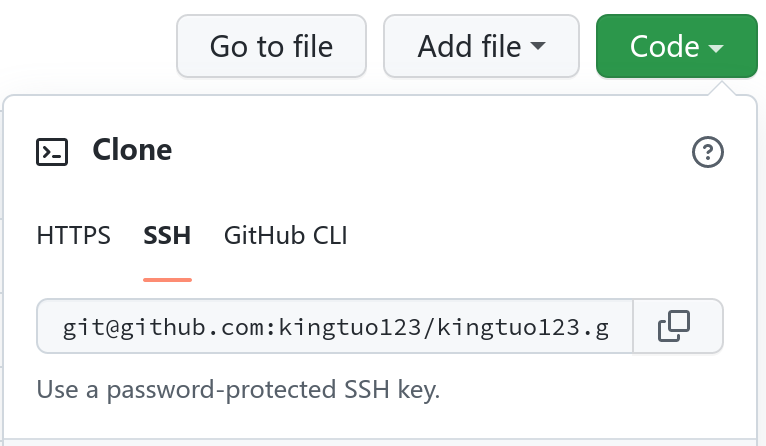 Go to file Add file Code
Clone
HTTPS SSH GitHub CLI
git@github.com:kingtuo123/kingtuo123.g
Use a password-protected SSH key.